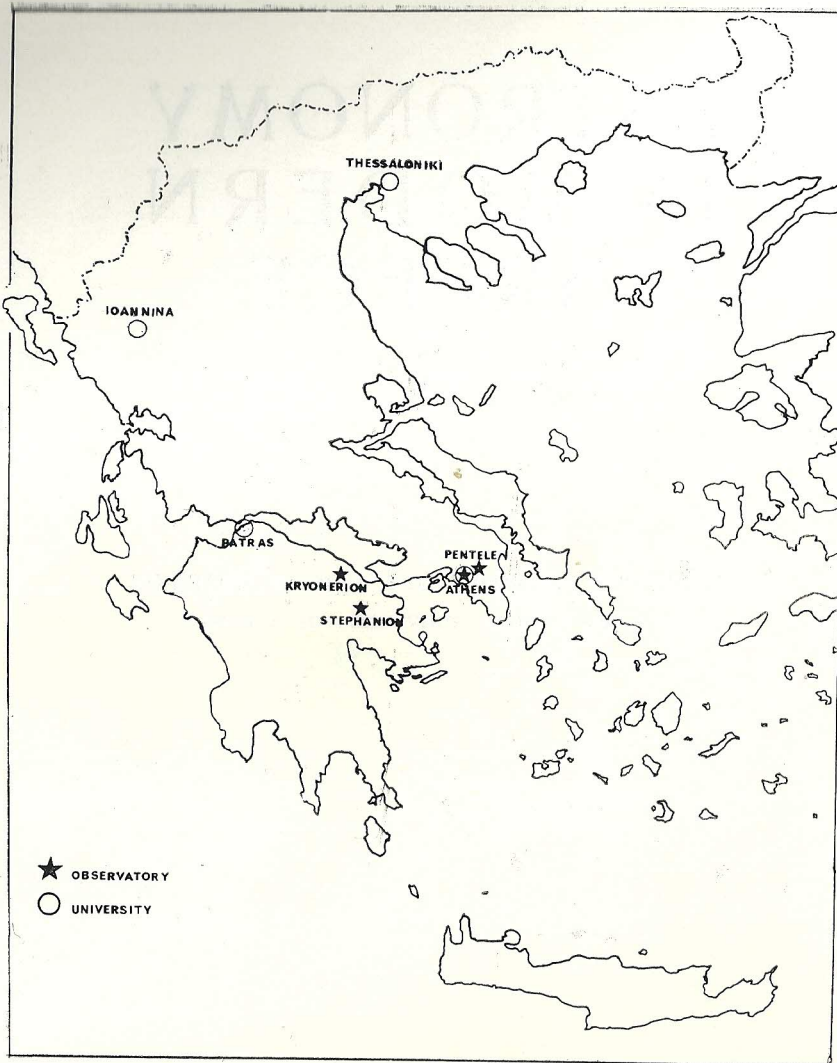 THESSALONIKI
IOANNINA
PATRAS
PENTELE
KRYONERION
ATHENS
STEPHANION
OBSERVATORY
UNIVERSITY